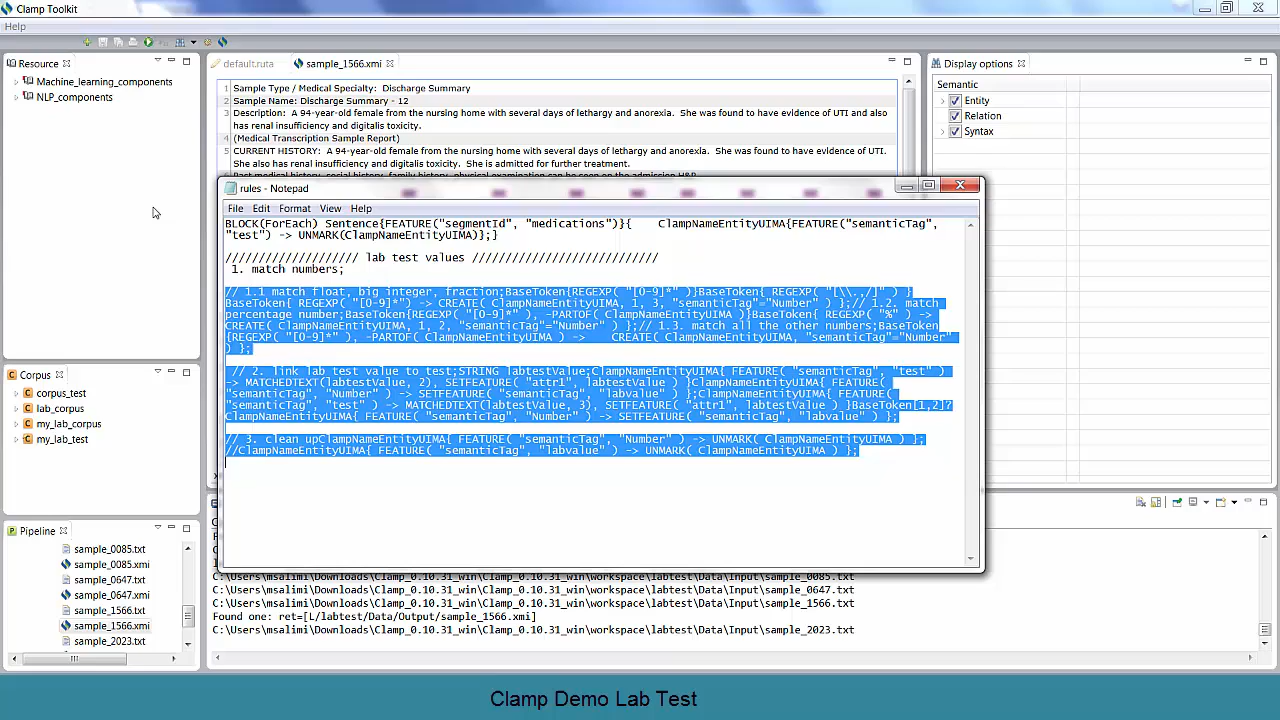 Clamp Toolkit
Help
Resource
Machine_learning_components
NLP_components
default.ruta
sample_1566.xmi
1 Sample Type / Medical Specialty: Discharge Summary
2 Sample Name: Discharge Summary - 12
3 Description: A 94-year-old female from the nursing home with several days of lethargy and anorexia. She was found to have evidence of UTI and also
has renal insufficiency and digitalis toxicity.
4 (Medical Transcription Sample Report)
5 CURRENT HISTORY: A 94-year-old female from the nursing home with several days of lethargy and anorexia. She was found to have evidence of UTI.
She also has renal insufficiency and digitalis toxicity. She is admitted for further treatment.
Past medical history, social history, family history, physical examination can be seen on the admission H&P.
Display options
Semantic
Entity
Relation
Syntax
rules - Notepad
File Edit Format View Help
BLOCK(ForEach) Sentence{FEATURE("segmentId", "medications")}{    ClampNameEntityUIMA{FEATURE("semanticTag",
"test") -> UNMARK(ClampNameEntityUIMA)};}
/////////////////// lab test values ////////////////////////////
1. match numbers;
// 1.1 match float, big integer, fraction;BaseToken{REGEXP( "[0-9]*" )}BaseToken{ REGEXP( "[\\.,/]" ) }
BaseToken{ REGEXP( "[0-9]*") -> CREATE( ClampNameEntityUIMA, 1, 3, "semanticTag"="Number" ) };// 1.2. match
percentage number;BaseToken{REGEXP( "[0-9]*" ), -PARTOF( ClampNameEntityUIMA )}BaseToken{ REGEXP( "%" ) ->
CREATE( ClampNameEntityUIMA, 1, 2, "semanticTag"="Number" ) };// 1.3. match all the other numbers;BaseToken
{REGEXP( "[0-9]*" ), -PARTOF( ClampNameEntityUIMA ) ->    CREATE( ClampNameEntityUIMA, "semanticTag"="Number"
) };
// 2. link lab test value to test;STRING labtestValue;ClampNameEntityUIMA{ FEATURE( "semanticTag", "test" )
-> MATCHEDTEXT(labtestValue, 2), SETFEATURE( "attr1", labtestValue ) }ClampNameEntityUIMA{ FEATURE(
"semanticTag", "Number" ) -> SETFEATURE( "semanticTag", "labvalue" ) };ClampNameEntityUIMA{ FEATURE(
"semanticTag", "test" ) -> MATCHEDTEXT(labtestValue, 3), SETFEATURE( "attr1", labtestValue ) }BaseToken[1,2]?
ClampNameEntityUIMA{ FEATURE( "semanticTag", "Number" ) -> SETFEATURE( "semanticTag", "labvalue" ) };
// 3. Clean upClampNameEntityUIMA{ FEATURE( "semanticTag", "Number" ) -> UNMARK( ClampNameEntityUIMA ) };
//ClampNameEntityUIMA{ FEATURE( "semanticTag", "labvalue" ) -> UNMARK( ClampNameEntityUIMA ) };
Corpus
corpus_test
lab_corpus
my_lab_corpus
my_lab_test
Pipeline
sample_0085.txt
sample_0085.xmi
sample_0647.txt
sample_0647.xmi
sample_1566.txt
sample_1566.xmi
sample_2023.txt
C:\Users\msalimi\Downloads\Clamp_0.10.31_win\Clamp_0.10.31_win\workspace\labtest\Data\Input\sample_0085.txt
C:\Users\msalimi\Downloads\Clamp_0.10.31_win\Clamp_0.10.31_win\workspace\labtest\Data\Input\sample_0647.txt
C:\Users\msalimi\Downloads\Clamp_0.10.31_win\Clamp_0.10.31_win\workspace\labtest\Data\Input\sample_1566.txt
Found one: ret=[L/labtest/Data/Output/sample_1566.xmi]
C:\Users\msalimi\Downloads\Clamp_0.10.31_win\Clamp_0.10.31_win\workspace\labtest\Data\Input\sample_2023.txt
Clamp Demo Lab Test